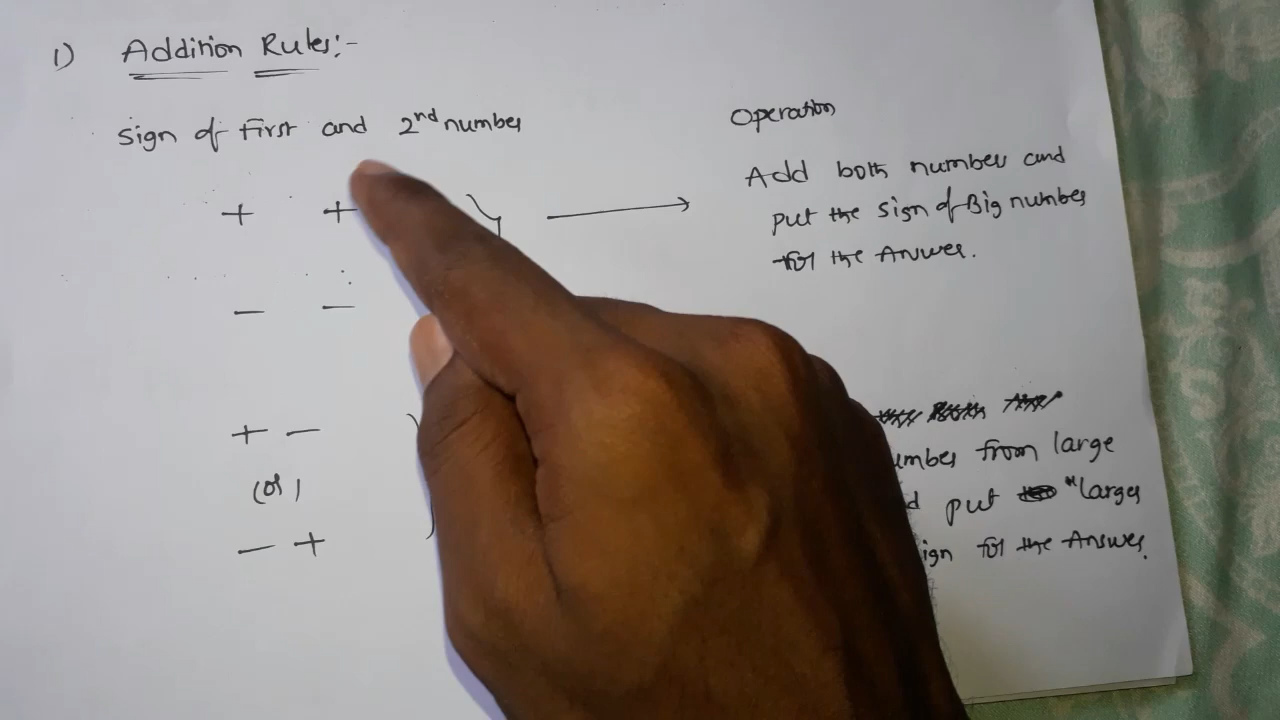 1) Addition Rules:-
Sign of First and 2nd number
Operation
+ +
Add both number and
put the sign of Big number
for the Answer.
— —
+ —
(or)
— +
umber from large
d put "larger
ign for the Answer.